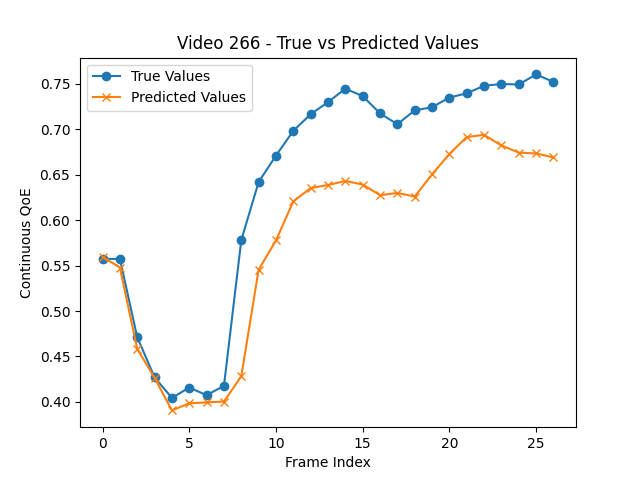 Video 266 - True vs Predicted Values
True Values
Predicted Values
Continuous QoE
0.75
0.70
0.65
0.60
0.55
0.50
0.45
0.40
0 5 10 15 20 25
Frame Index